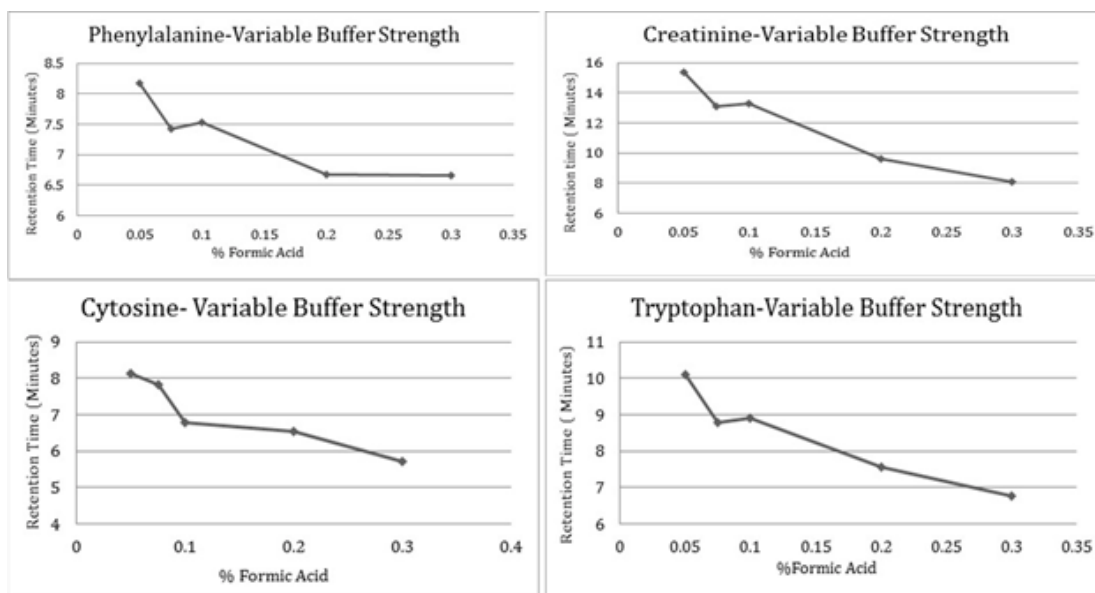 Phenylalanine-Variable Buffer Strength
Retention Time (Minutes)
8.5
8
7.5
7
6.5
6
0 0.05 0.1 0.15 0.2 0.25 0.3 0.35
% Formic Acid
Creatinine-Variable Buffer Strength
Retention time ( Minutes)
16
14
12
10
8
6
0 0.05 0.1 0.15 0.2 0.25 0.3 0.35
% Formic Acid
Cytosine- Variable Buffer Strength
Retention Time (Minutes)
9
8
7
6
5
4
0 0.1 0.2 0.3 0.4
% Formic Acid
Tryptophan-Variable Buffer Strength
Retention Time ( Minutes)
11
10
9
8
7
6
0 0.05 0.1 0.15 0.2 0.25 0.3 0.35
%Formic Acid